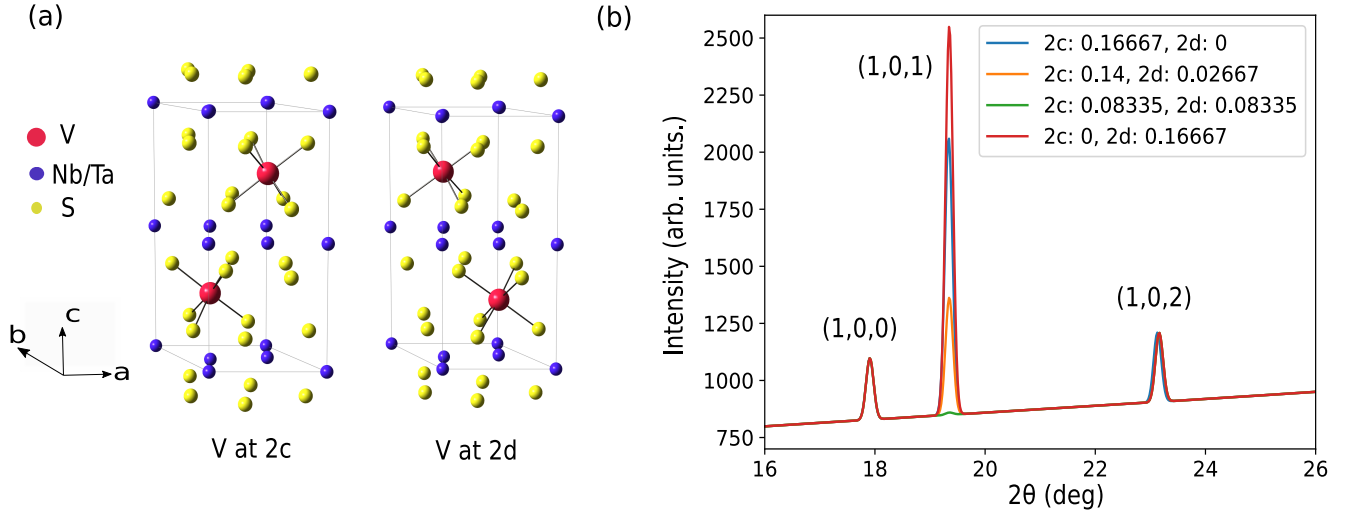 (a)
V
Nb/Ta
S
c
b
a
V at 2c
V at 2d
(b)
2c: 0.16667, 2d: 0
2c: 0.14, 2d: 0.02667
2c: 0.08335, 2d: 0.08335
2c: 0, 2d: 0.16667
(1,0,1)
(1,0,0)
(1,0,2)
Intensity (arb. units.)
2500
2250
2000
1750
1500
1250
1000
750
16
18
20
22
24
26
2θ (deg)